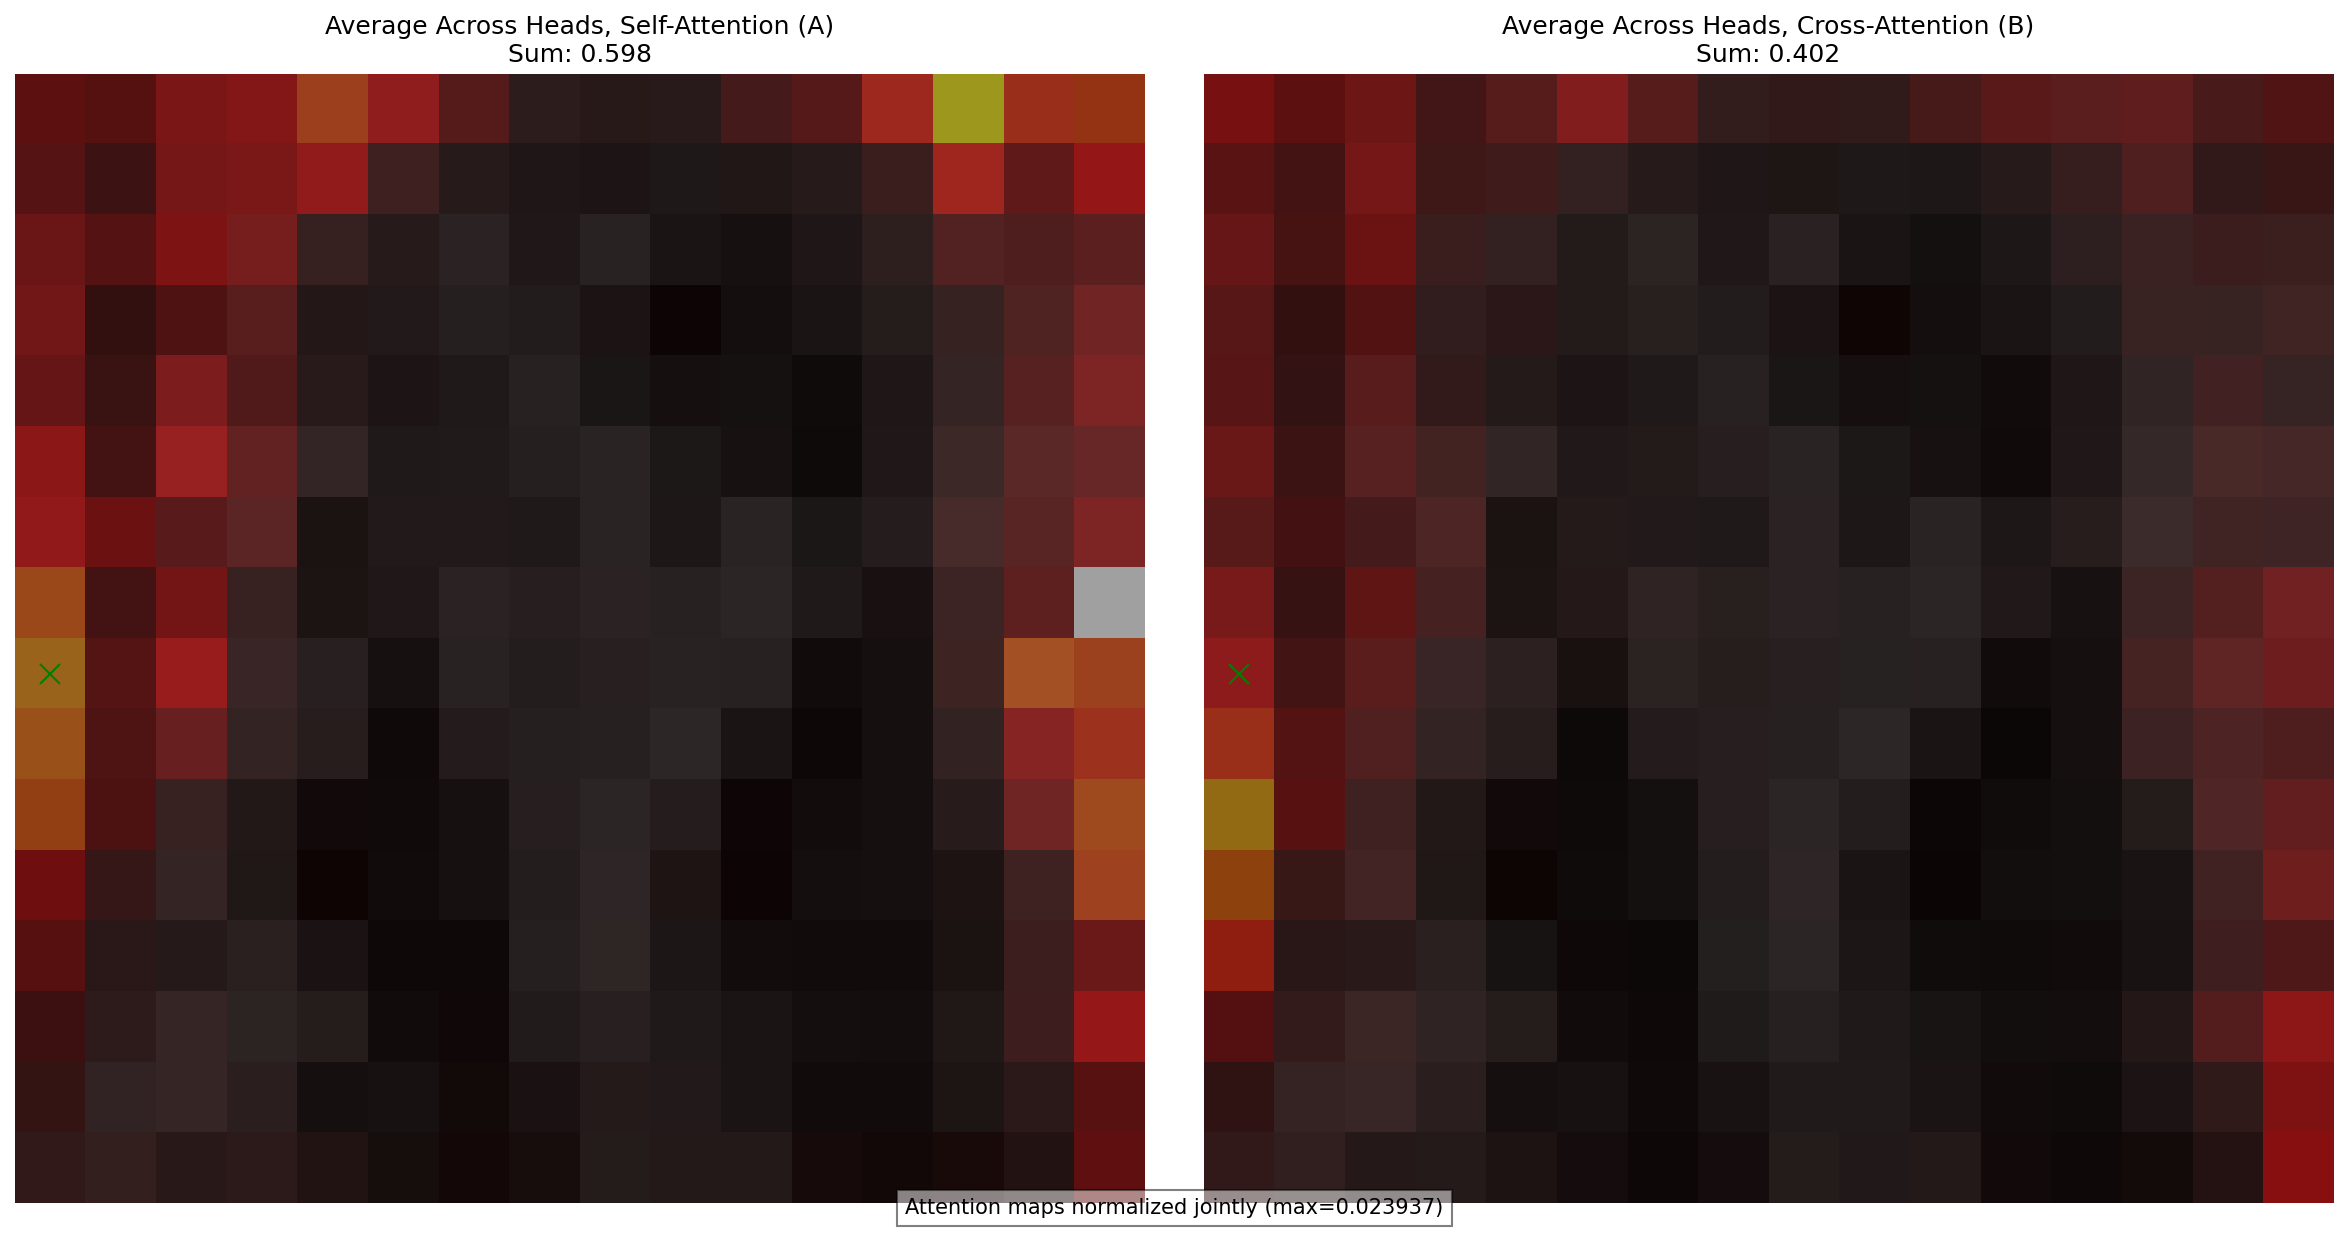 Average Across Heads, Self-Attention (A)
Sum: 0.598
Average Across Heads, Cross-Attention (B)
Sum: 0.402
Attention maps normalized jointly (max=0.023937)